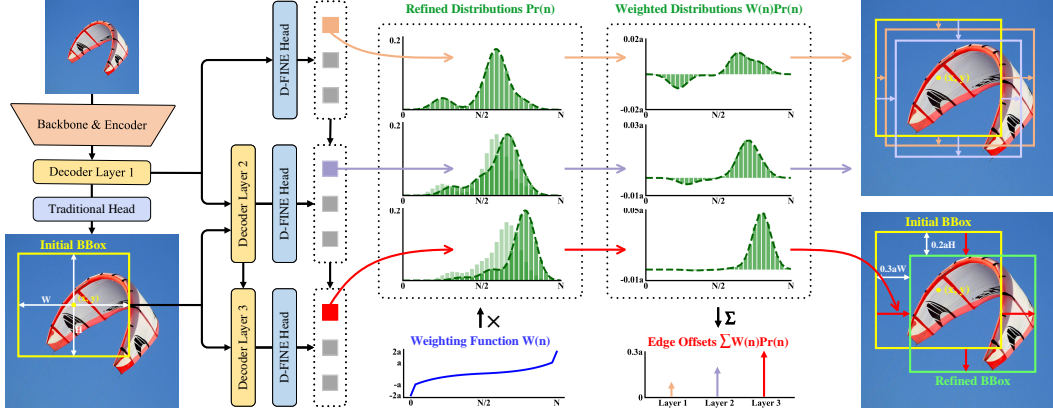 Refined Distributions Pr(n)
Weighted Distributions W(n)Pr(n)
Backbone & Encoder
Decoder Layer 1
Traditional Head
Initial BBox
W
H
(x, y)
D-FINE Head
Decoder Layer 2
D-FINE Head
Decoder Layer 3
D-FINE Head
0.2
0 N/2 N
0.2
0 N/2 N
0.2
0 N/2 N
0.02a
-0.02a
0 N/2 N
0.03a
-0.01a
0 N/2 N
0.05a
-0.01a
0 N/2 N
×
Σ
Weighting Function W(n)
2a
a
-a
-2a
0 N/2 N
Edge Offsets ∑W(n)Pr(n)
0.3a
0
Layer 1 Layer 2 Layer 3
(x, y)
Initial BBox
0.2aH
0.3aW
(x, y)
Refined BBox